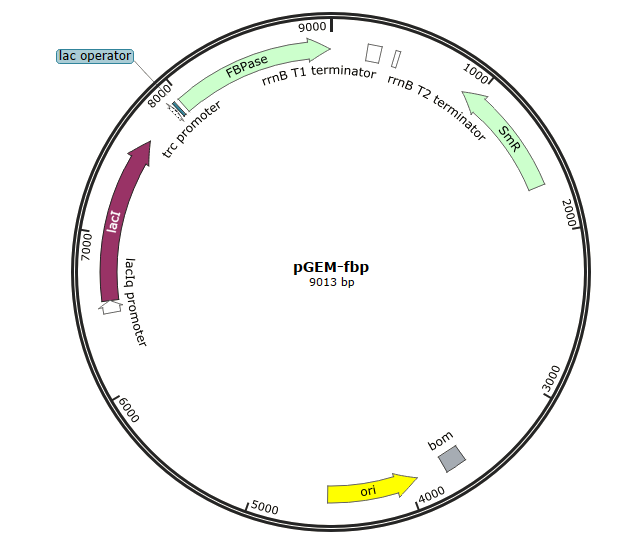 9000
lac operator
FBPase
rrnB T1 terminator
rrnB T2 terminator
1000
8000
trc promoter
SmR
lacI
2000
7000
lacIq promoter
pGEM-fbp
9013 bp
3000
6000
bom
ori
4000
5000